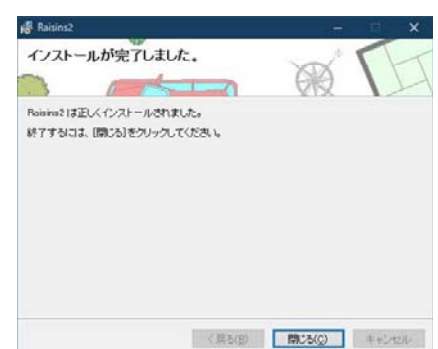 Raisins2
インストールが完了しました。
Raisins2 は正しくインストールされました。
終了するには、[閉じる]をクリックしてください。
< 戻る(B)
閉じる(C)
キャンセル